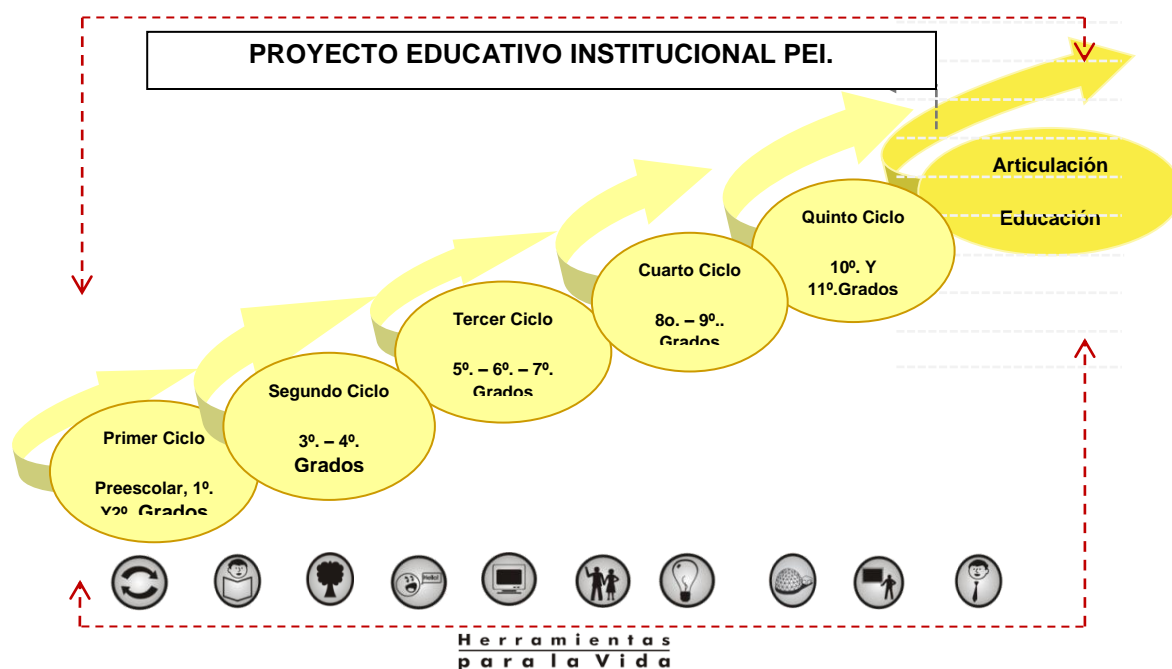 PROYECTO EDUCATIVO INSTITUCIONAL PEI.
Articulación
Educación
Quinto Ciclo
10º. Y
11º.Grados
Cuarto Ciclo
8o. – 9º..
Grados
Tercer Ciclo
5º. – 6º. – 7º.
Grados
Segundo Ciclo
3º. – 4º.
Grados
Primer Ciclo
Preescolar, 1º.
Y2º. Grados
Hello!
Herramientas
para la Vida